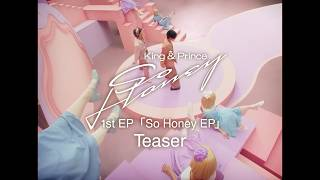 King & Prince
So Honey
1st EP「So Honey EP」
Teaser